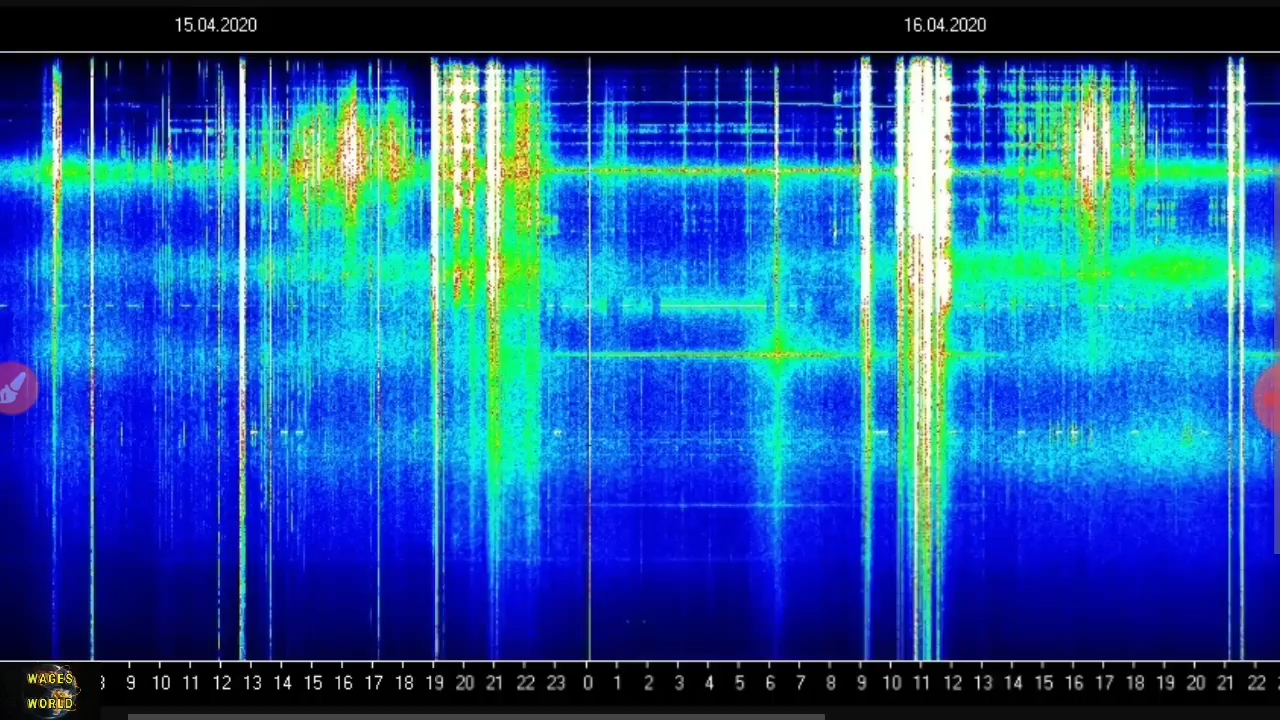 15.04.2020 16.04.2020
9 10 11 12 13 14 15 16 17 18 19 20 21 22 23 0 1 2 3 4 5 6 7 8 9 10 11 12 13 14 15 16 17 18 19 20 21 22
WAGES
WORLD